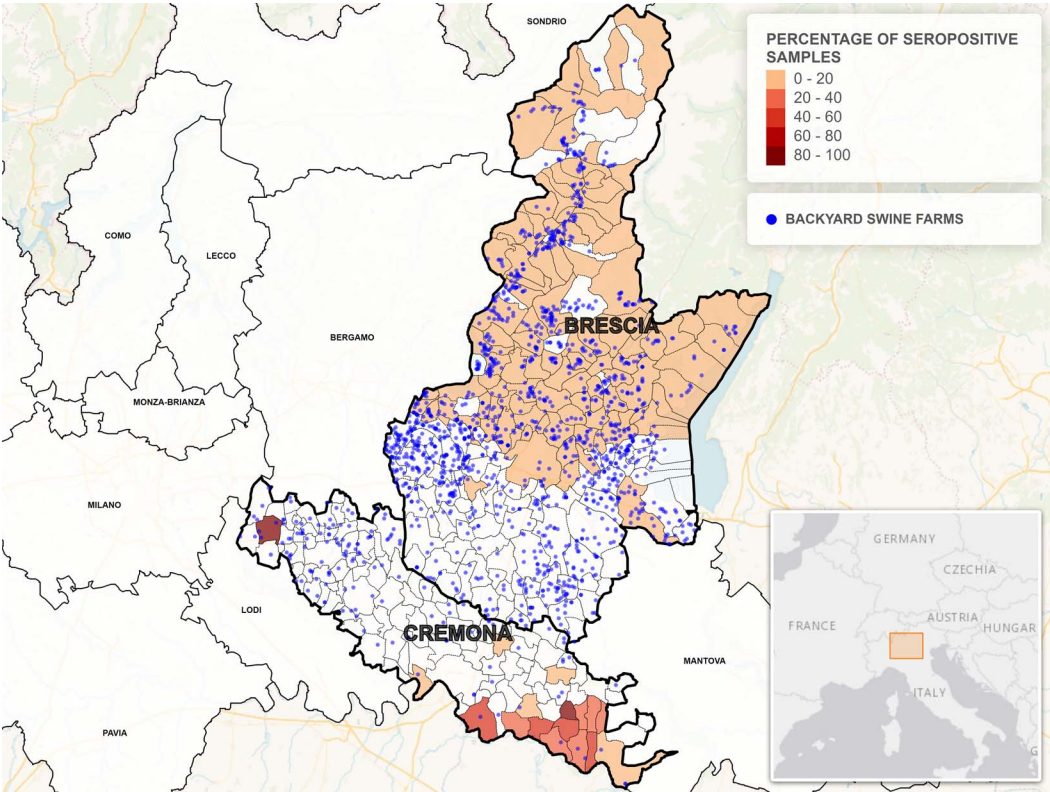 SONDRIO
PERCENTAGE OF SEROPOSITIVE
SAMPLES
0 - 20
20 - 40
40 - 60
60 - 80
80 - 100
BACKYARD SWINE FARMS
COMO
LECCO
BERGAMO
BRESCIA
MONZA-BRIANZA
MILANO
LODI
CREMONA
MANTOVA
PAVIA
GERMANY
CZECHIA
AUSTRIA
FRANCE
HUNGAR
ITALY
G